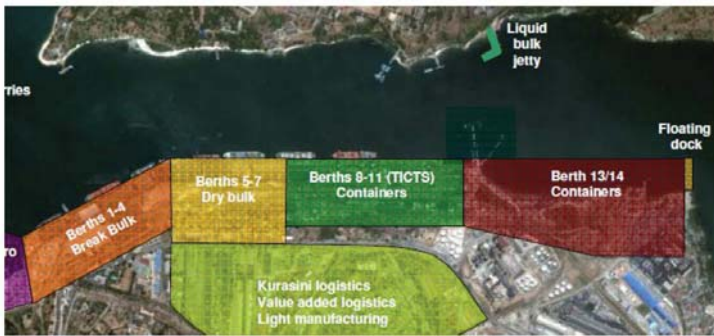 Liquid
bulk
jetty
rries
Floating
dock
Berths 1-4
Break Bulk
Berths 5-7
Dry bulk
Berths 8-11 (TICTS)
Containers
Berth 13/14
Containers
ro
Kurasini logistics
Value added logistics
Light manufacturing